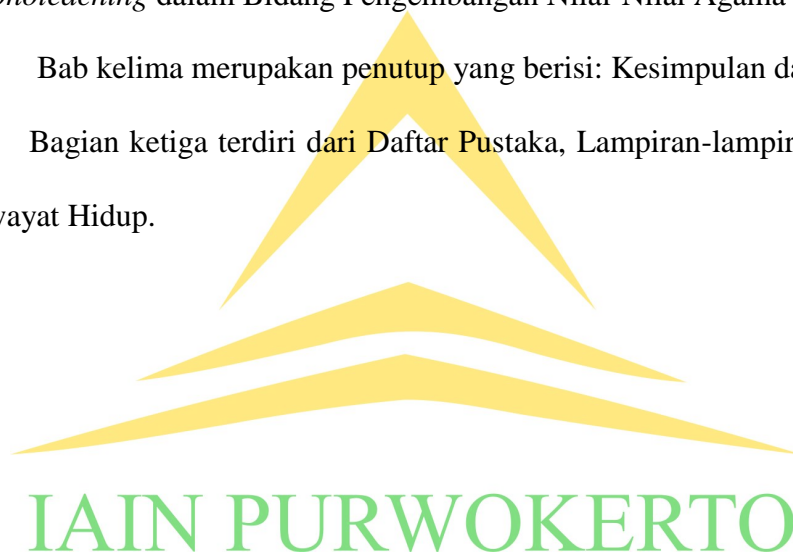 dalam Bidang Pengembangan Nilai-Nilai Agama
Bab kelima merupakan penutup yang berisi: Kesimpulan da
Bagian ketiga terdiri dari Daftar Pustaka, Lampiran-lampir
wayat Hidup.
IAIN PURWOKERTO